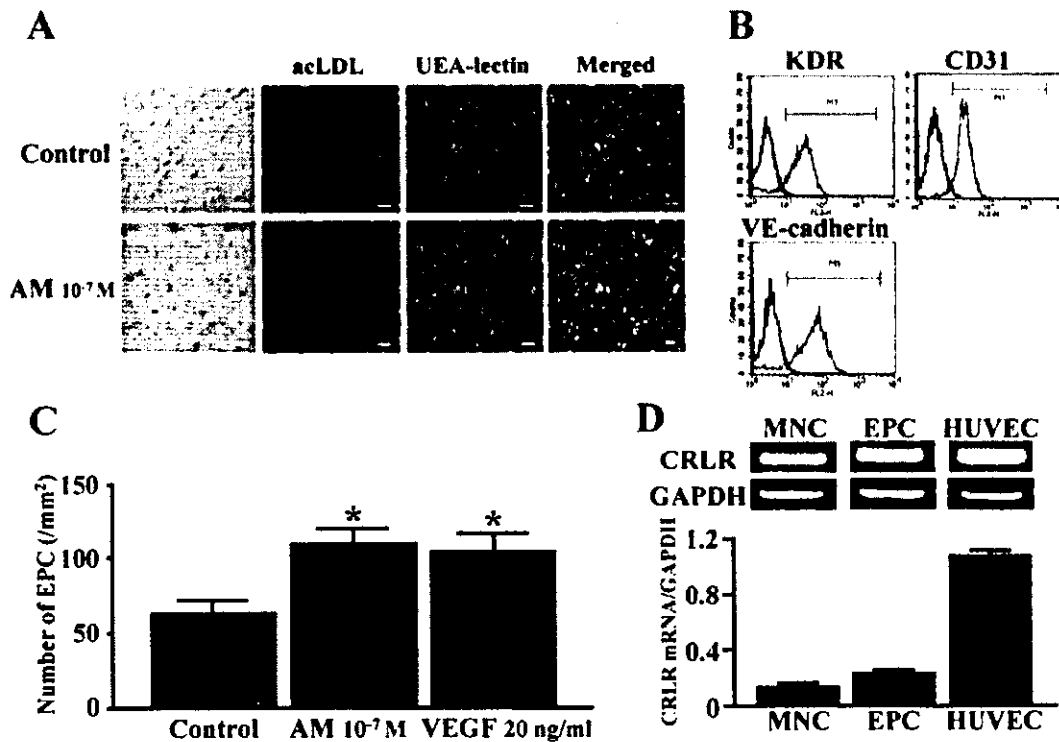 A
acLDL UEA-lectin Merged
Control
AM 10⁻⁷ M
B
KDR CD31
M1
VE-cadherin
FL2-H
C
Number of EPC (/mm²)
150
100
50
0
* *
Control AM 10⁻⁷ M VEGF 20 ng/ml
D
MNC EPC HUVEC
CRLR
GAPDH
CRLR mRNA/GAPDH
1.2
0.8
0.4
0
MNC EPC HUVEC